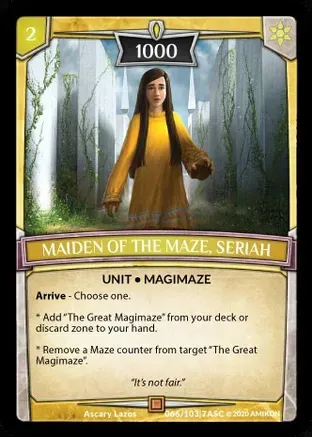 2
1000
MAIDEN OF THE MAZE, SERIAH
UNIT • MAGIMAZE
Arrive - Choose one.
* Add "The Great Magimaze" from your deck or
discard zone to your hand.
* Remove a Maze counter from target "The Great
Magimaze".
"It's not fair."
Ascary Lazos
066/103, 7ASC © 2020 AMIKON